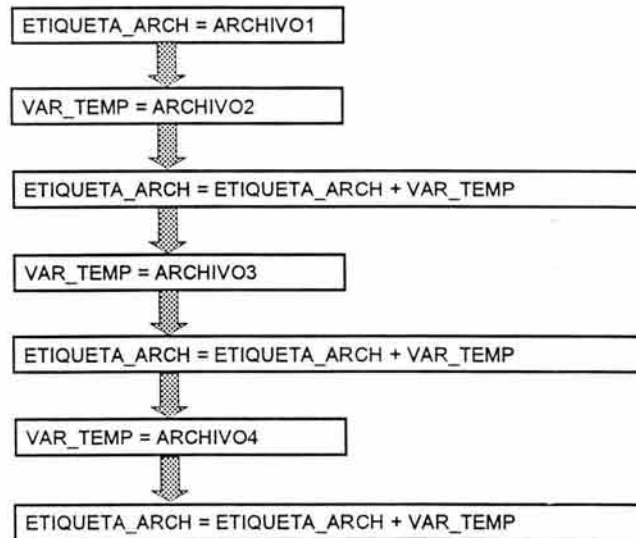 ETIQUETA_ARCH = ARCHIVO1
VAR_TEMP = ARCHIVO2
ETIQUETA_ARCH = ETIQUETA_ARCH + VAR_TEMP
VAR_TEMP = ARCHIVO3
ETIQUETA_ARCH = ETIQUETA_ARCH + VAR_TEMP
VAR_TEMP = ARCHIVO4
ETIQUETA_ARCH = ETIQUETA_ARCH + VAR_TEMP